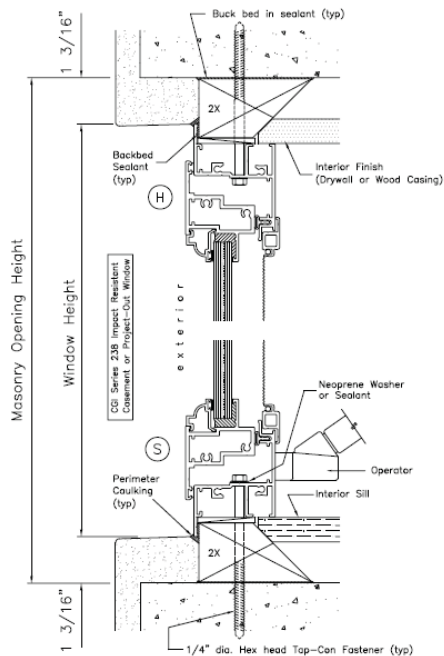 Buck bed in sealant (typ)
1 3/16"
2X
Backbed
Sealant
(typ)
Interior Finish
(Drywall or Wood Casing)
H
Masonry Opening Height
Window Height
CGI Series 238 Impact Resistant
Casement or Project-Out Window
exterior
Neoprene Washer
or Sealant
S
Operator
Perimeter
Caulking
(typ)
Interior Sill
2X
1 3/16"
1/4" dia. Hex head Tap-Con Fastener (typ)